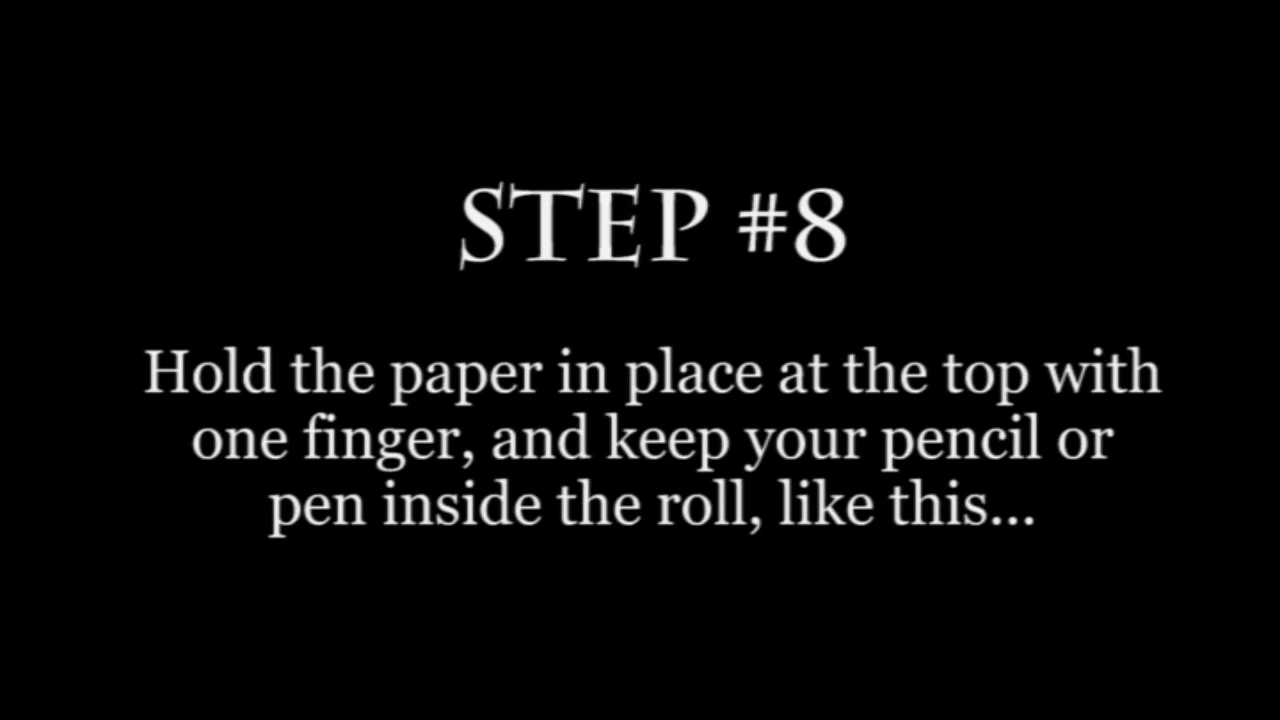 STEP #8
Hold the paper in place at the top with
one finger, and keep your pencil or
pen inside the roll, like this...